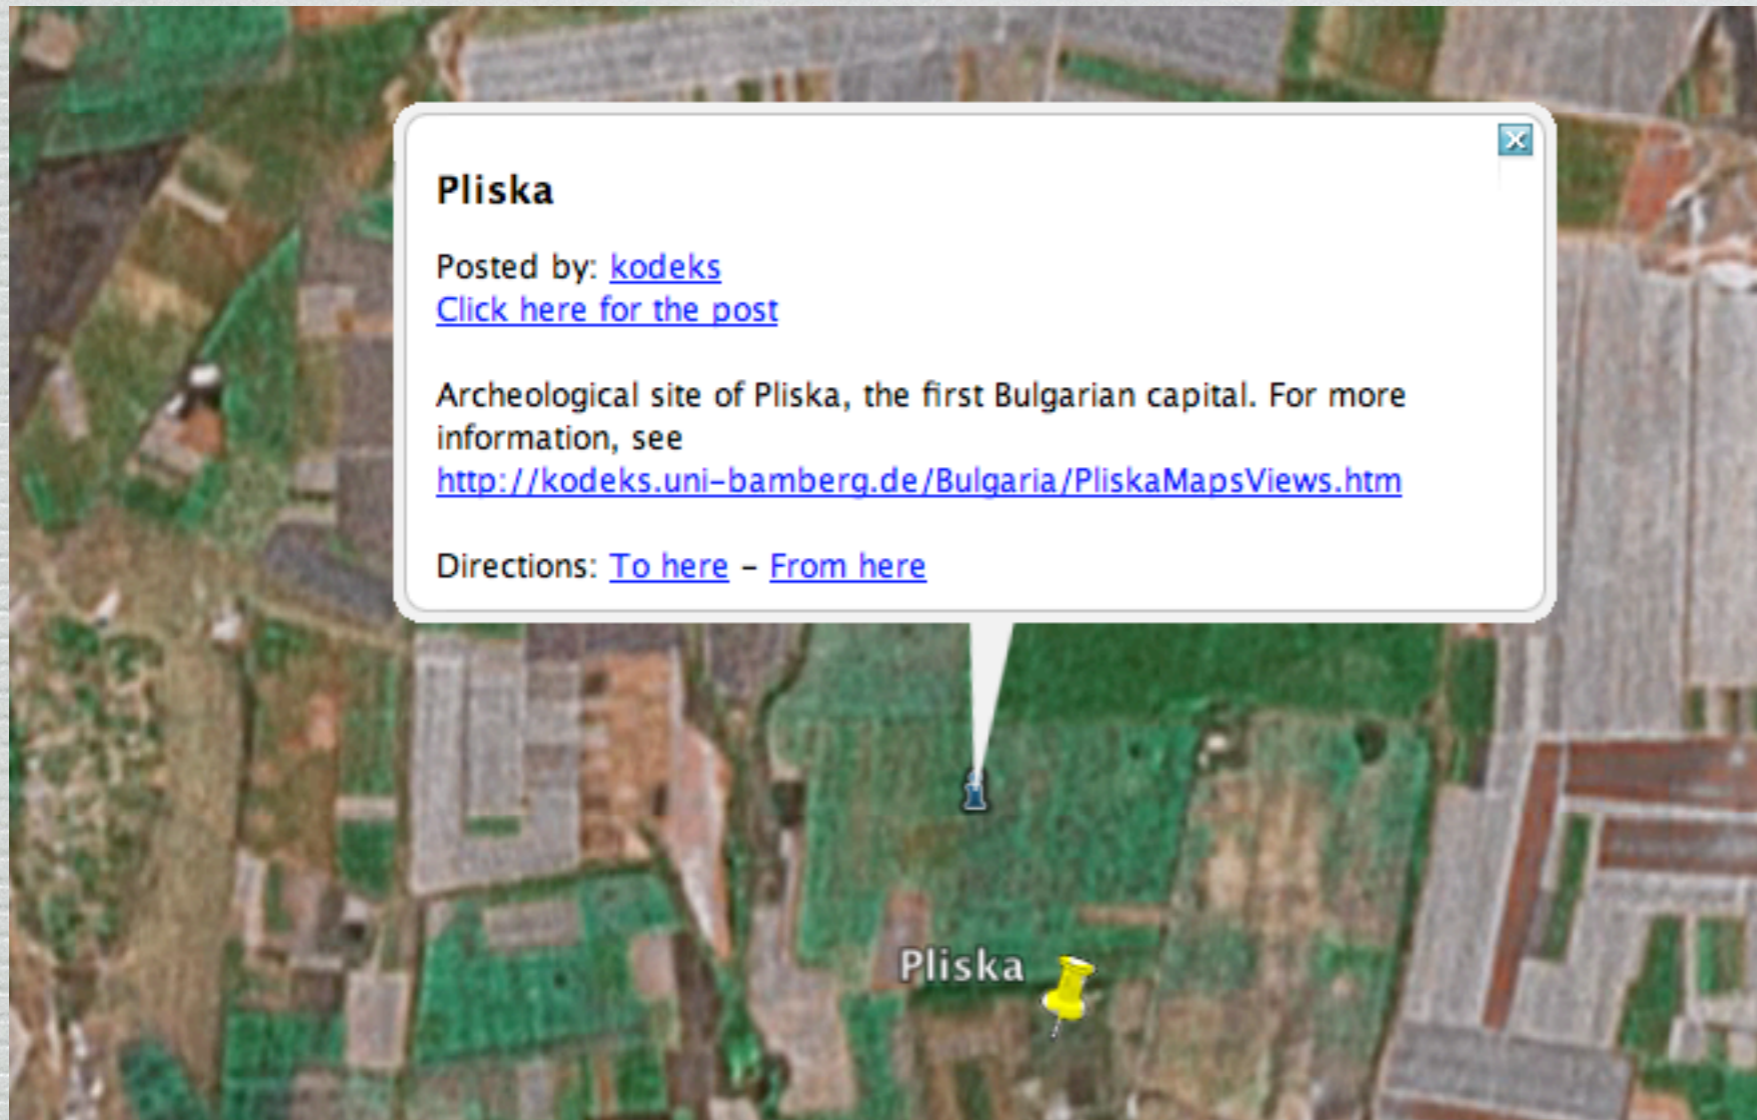 Pliska
Posted by: kodeks
Click here for the post
Archeological site of Pliska, the first Bulgarian capital. For more
information, see
http://kodeks.uni-bamberg.de/Bulgaria/PliskaMapsViews.htm
Directions: To here – From here
Pliska